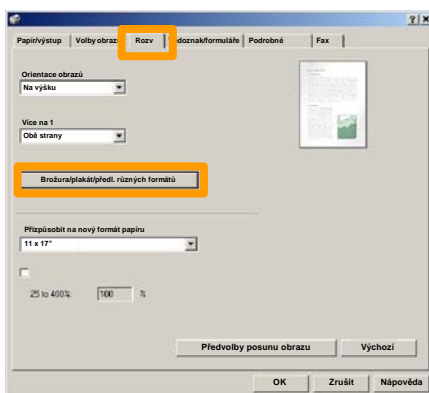 Papír/výstup Volby obraz Rozv doznak/formuláře Podrobné Fax
Orientace obrazů
Na výšku
Více na 1
Obě strany
Brožura/plakát/předl. různých formátů
Přizpůsobit na nový formát papíru
11 x 17"
25 to 400%: 100 %
Předvolby posunu obrazu Výchozí
OK Zrušit Nápověda